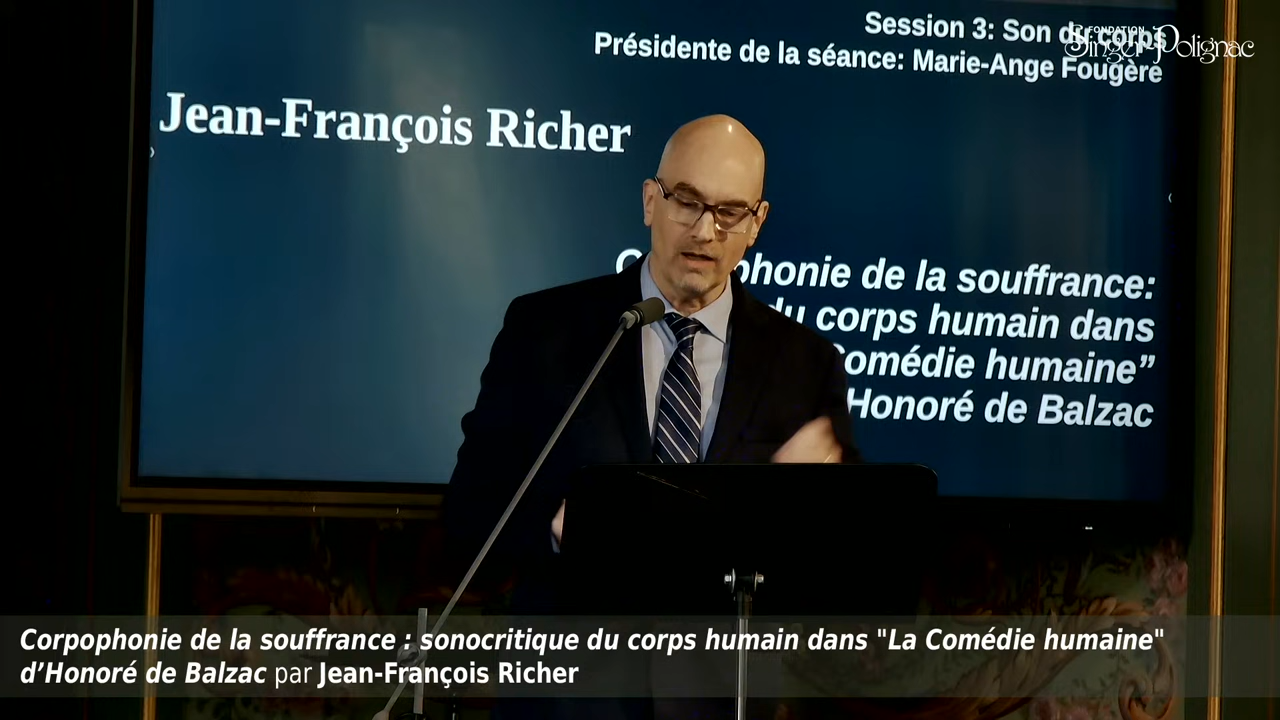 Session 3: Son du corps
FONDATION
Singer-Polignac
Présidente de la séance: Marie-Ange Fougère
Jean-François Richer
phonie de la souffrance:
du corps humain dans
Comédie humaine”
Honoré de Balzac
Corpophonie de la souffrance : sonocritique du corps humain dans "La Comédie humaine"
d’Honoré de Balzac par Jean-François Richer